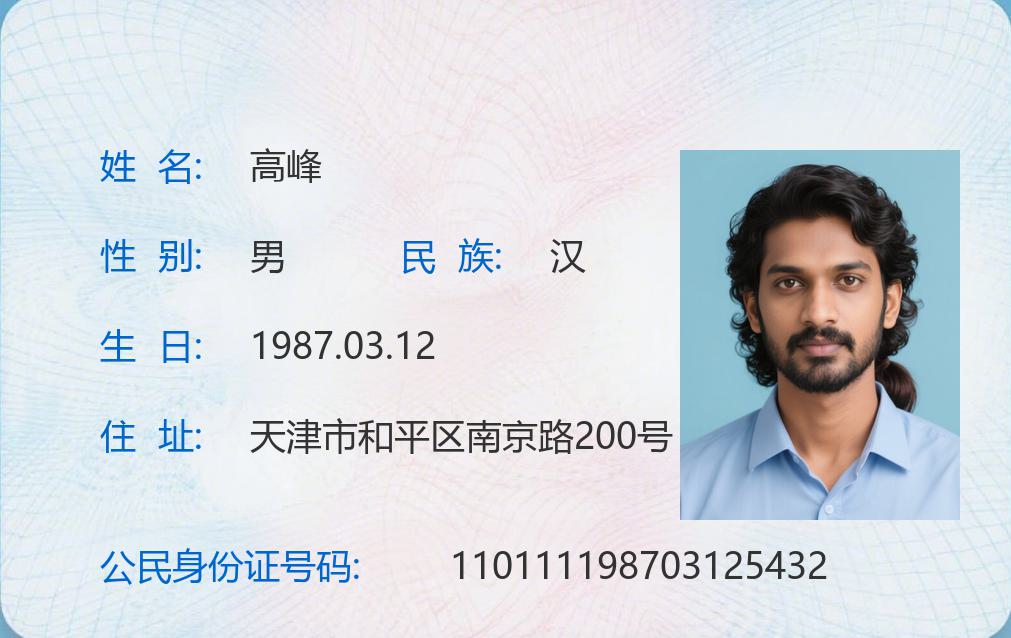 姓 名: 高峰
性 别: 男 民 族: 汉
生 日: 1987.03.12
住 址: 天津市和平区南京路200号
公民身份证号码: 110111198703125432